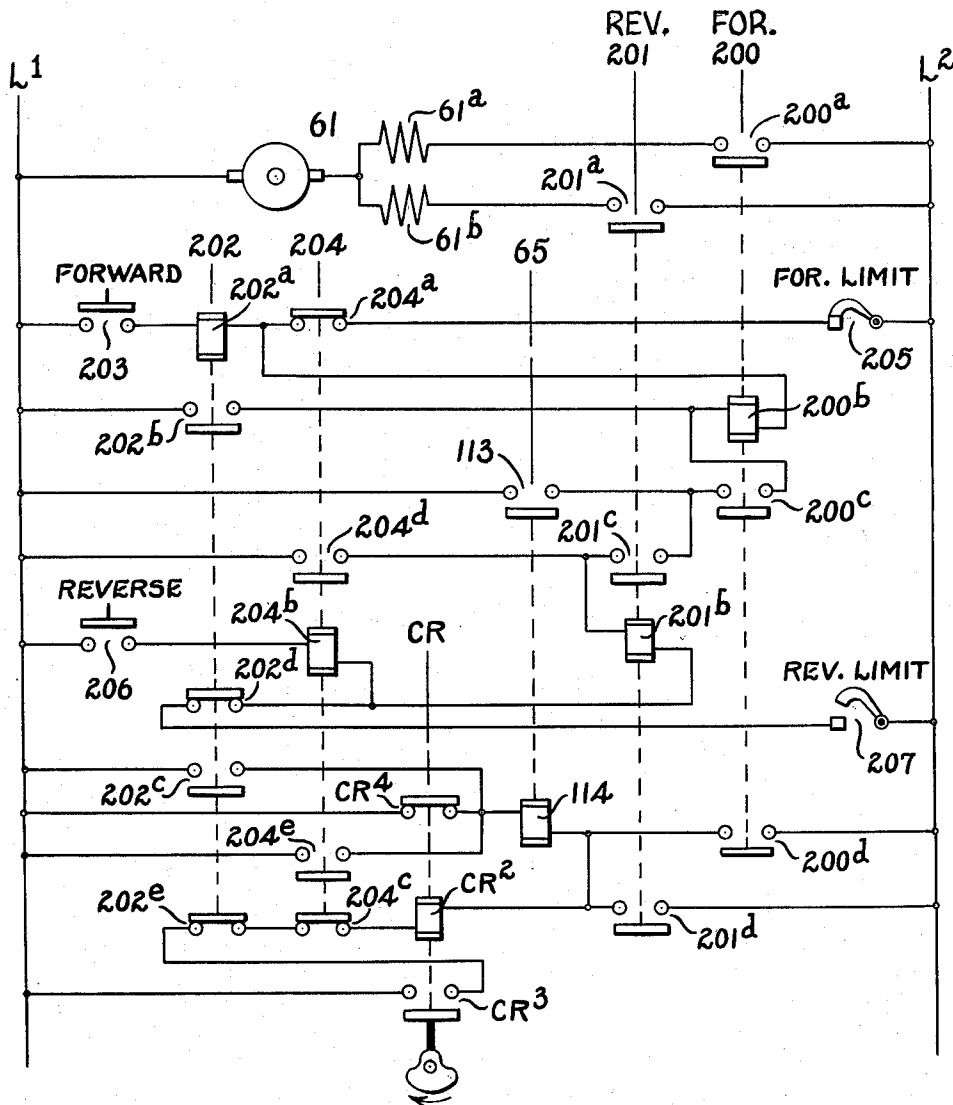 REV. FOR.
201 200
L1 L2
61 61a 200a
201a
61b
202 204 65
FORWARD 202a 204a FOR. LIMIT
203 205
202b 200b
113
204d 201c 200c
REVERSE 204b CR 201b
206 202d REV. LIMIT
207
202c CR4 114
204e 200d
202e 204c CR2 201d
CR3